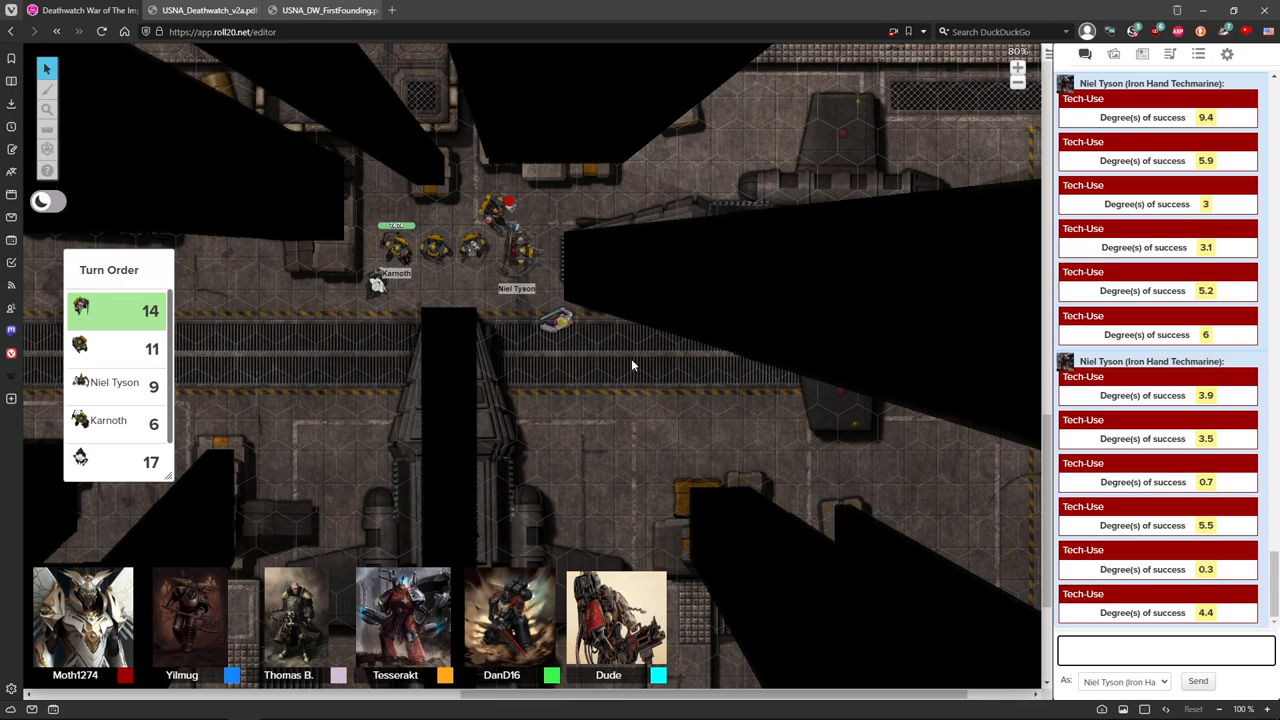 Deathwatch War of The Im
USNA_Deathwatch_v2a.pdf
USNA_DW_FirstFounding.p
https://app.roll20.net/editor
Search DuckDuckGo
80%
Turn Order
14
11
Niel Tyson
9
Karnoth
6
17
74/74
Karnoth
Niel Tyson
Moth1274
Yilmug
Thomas B.
Tesserakt
DanD16
Dude
Niel Tyson (Iron Hand Techmarine):
Tech-Use
Degree(s) of success 9.4
Tech-Use
Degree(s) of success 5.9
Tech-Use
Degree(s) of success 3
Tech-Use
Degree(s) of success 3.1
Tech-Use
Degree(s) of success 5.2
Tech-Use
Degree(s) of success 6
Niel Tyson (Iron Hand Techmarine):
Tech-Use
Degree(s) of success 3.9
Tech-Use
Degree(s) of success 3.5
Tech-Use
Degree(s) of success 0.7
Tech-Use
Degree(s) of success 5.5
Tech-Use
Degree(s) of success 0.3
Tech-Use
Degree(s) of success 4.4
As: Niel Tyson (Iron Ha
Send
Reset
100 %